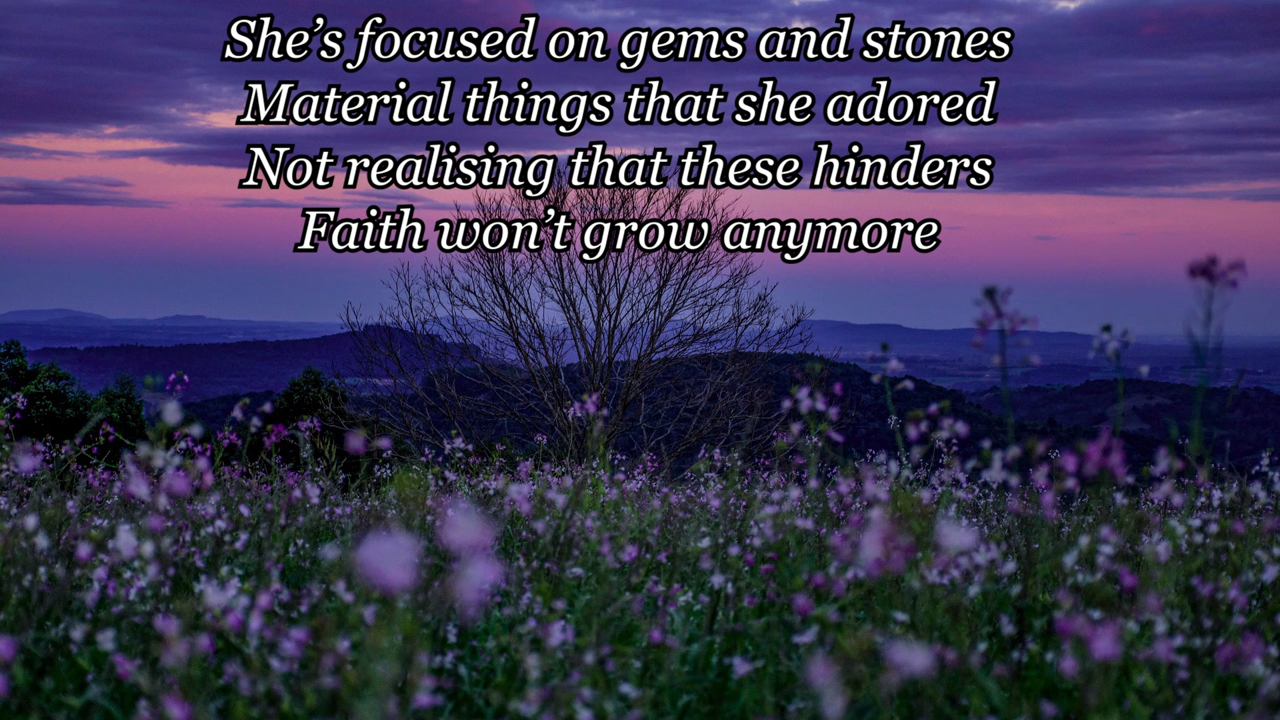 She’s focused on gems and stones
Material things that she adored
Not realising that these hinders
Faith won’t grow anymore